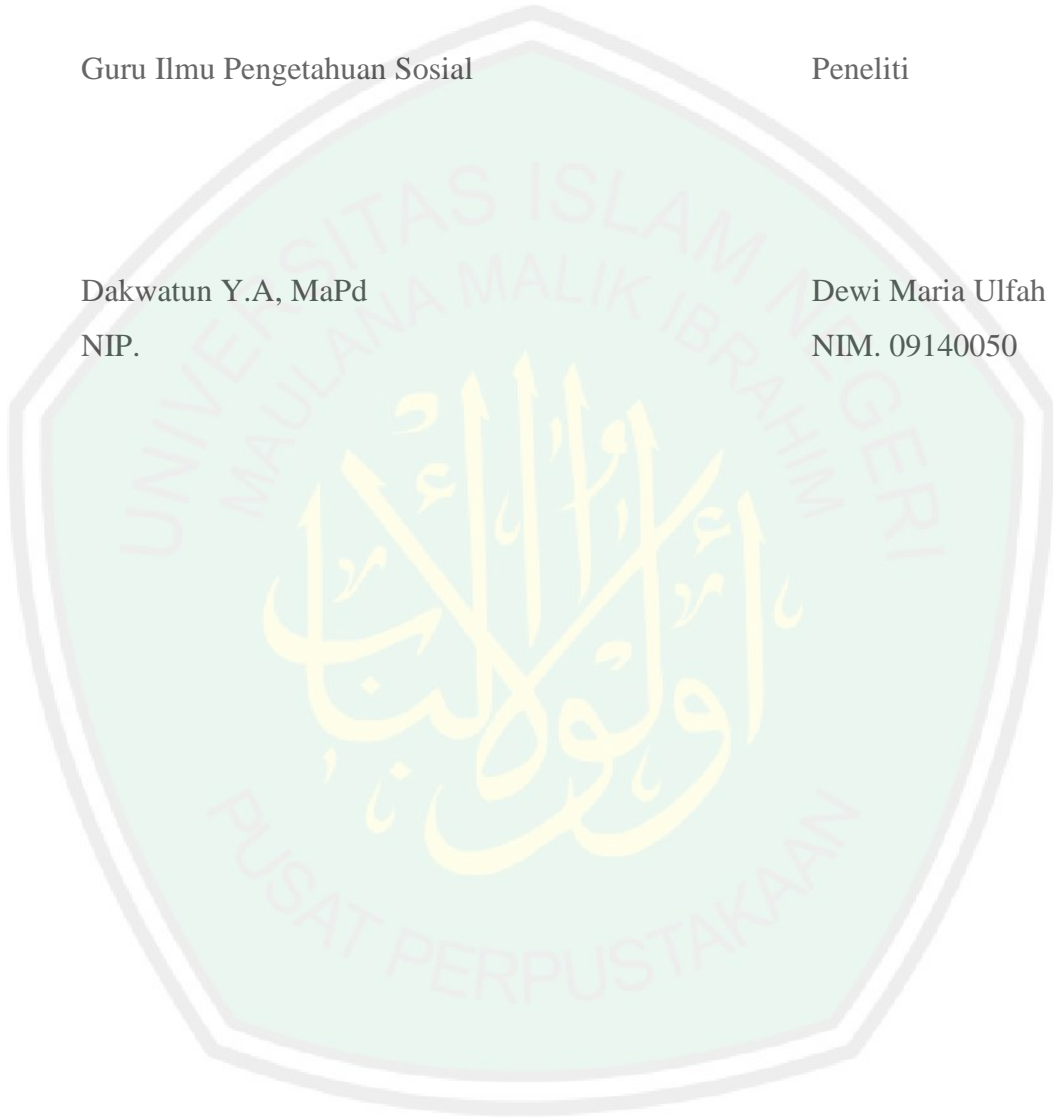 Guru Ilmu Pengetahuan Sosial Peneliti
Dakwatun Y.A, MaPd Dewi Maria Ulfah
NIP. NIM. 09140050
UNIVERSITAS ISLAM NEGERI
MAULANA MALIK IBRAHIM
أولوا الألباب
PUSAT PERPUSTAKAAN